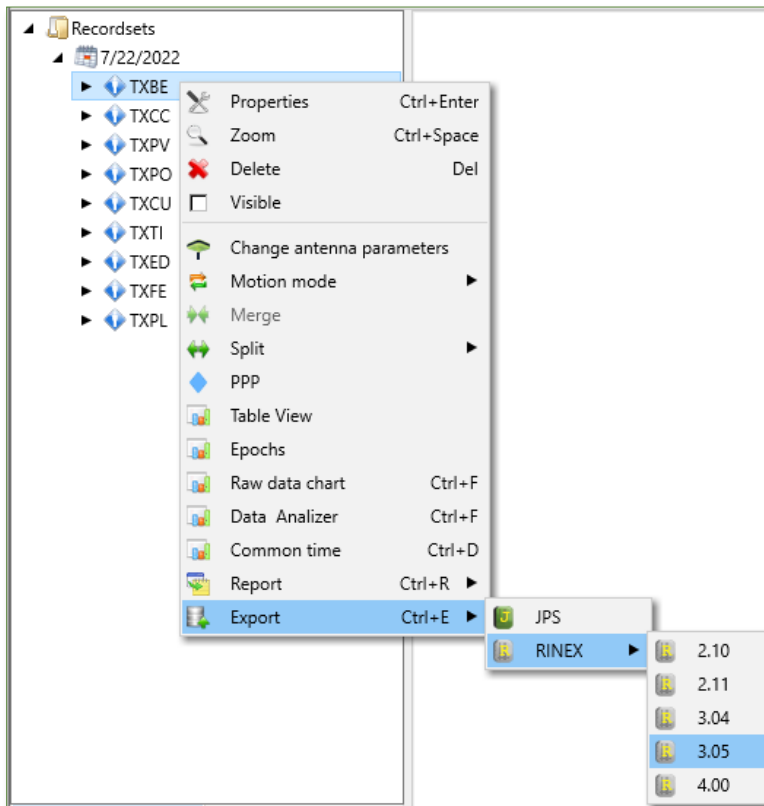 Recordsets
7/22/2022
TXBE
TXCC
TXPV
TXPO
TXCU
TXTI
TXED
TXFE
TXPL
Properties Ctrl+Enter
Zoom Ctrl+Space
Delete Del
Visible
Change antenna parameters
Motion mode
Merge
Split
PPP
Table View
Epochs
Raw data chart Ctrl+F
Data Analizer Ctrl+F
Common time Ctrl+D
Report Ctrl+R
Export Ctrl+E
JPS
RINEX
2.10
2.11
3.04
3.05
4.00